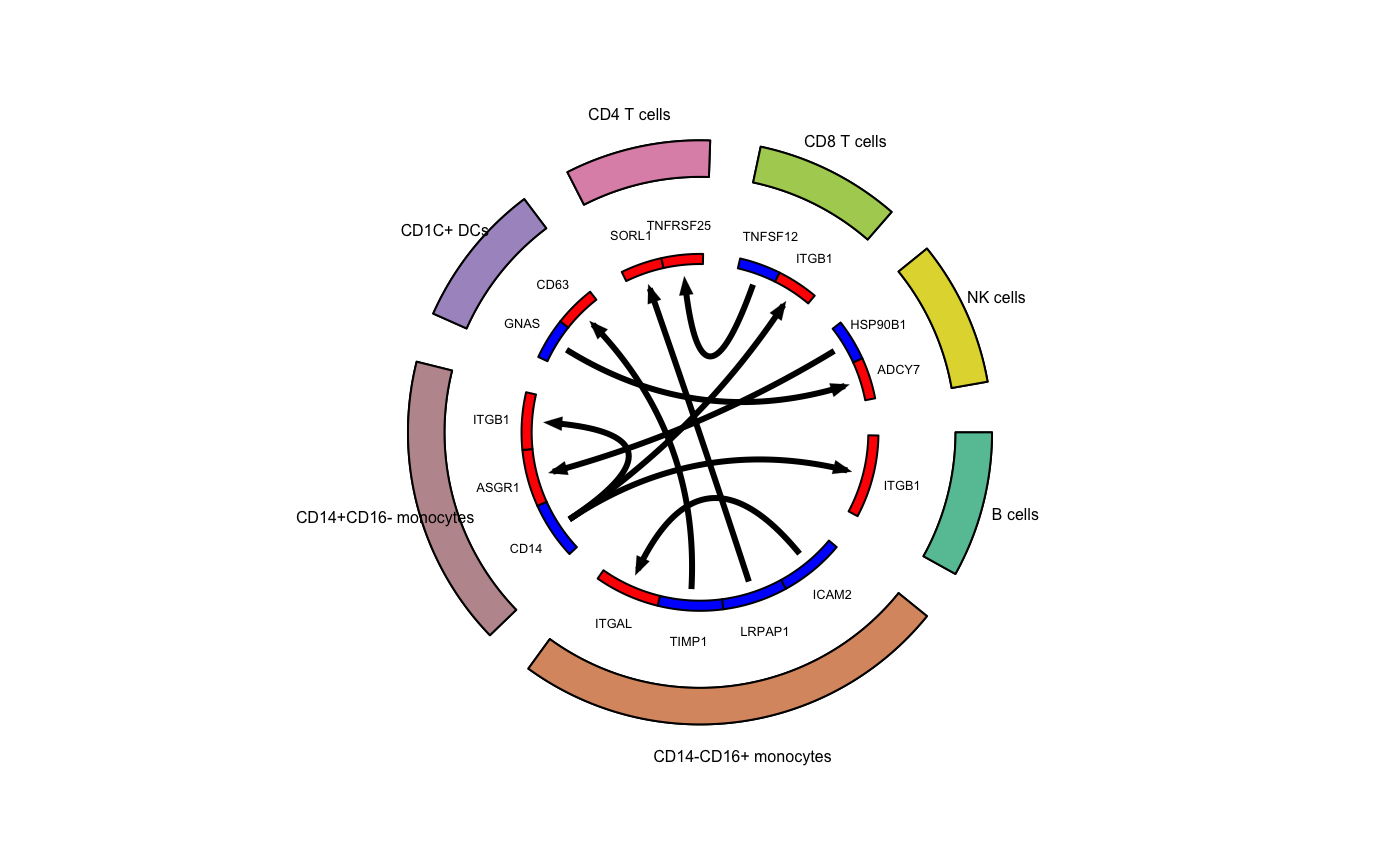 CD4 T cells
CD8 T cells
CD1C+ DCs
SORL1
TNFRSF25
TNFSF12
ITGB1
CD63
GNAS
NK cells
HSP90B1
ADCY7
ITGB1
ASGR1
ITGB1
CD14+CD16- monocytes
B cells
CD14
ICAM2
ITGAL
TIMP1
LRPAP1
CD14-CD16+ monocytes